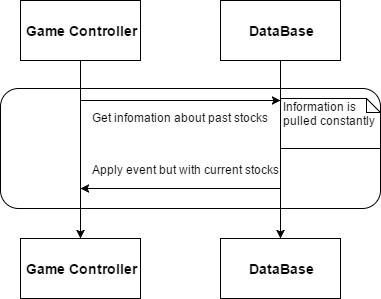 Game Controller
DataBase
Information is
pulled constantly
Get infomation about past stocks
Apply event but with current stocks
Game Controller
DataBase